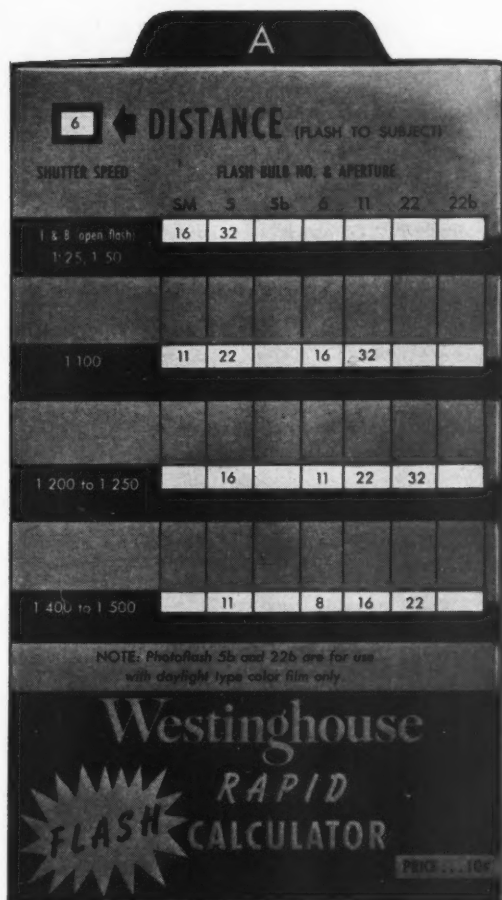 A
6 DISTANCE (FLASH TO SUBJECT)
SHUTTER SPEED FLASH BULB NO. & APERTURE
SM 5 5b 6 11 22 22b
1 & B open flash:
1/25, 1/50 16 32
1/100 11 22 16 32
1/200 to 1/250 16 11 22 32
1/400 to 1/500 11 8 16 22
NOTE: Photoflash 5b and 22b are for use
with daylight type color film only.
Westinghouse
RAPID
FLASH CALCULATOR
PRICE...10¢